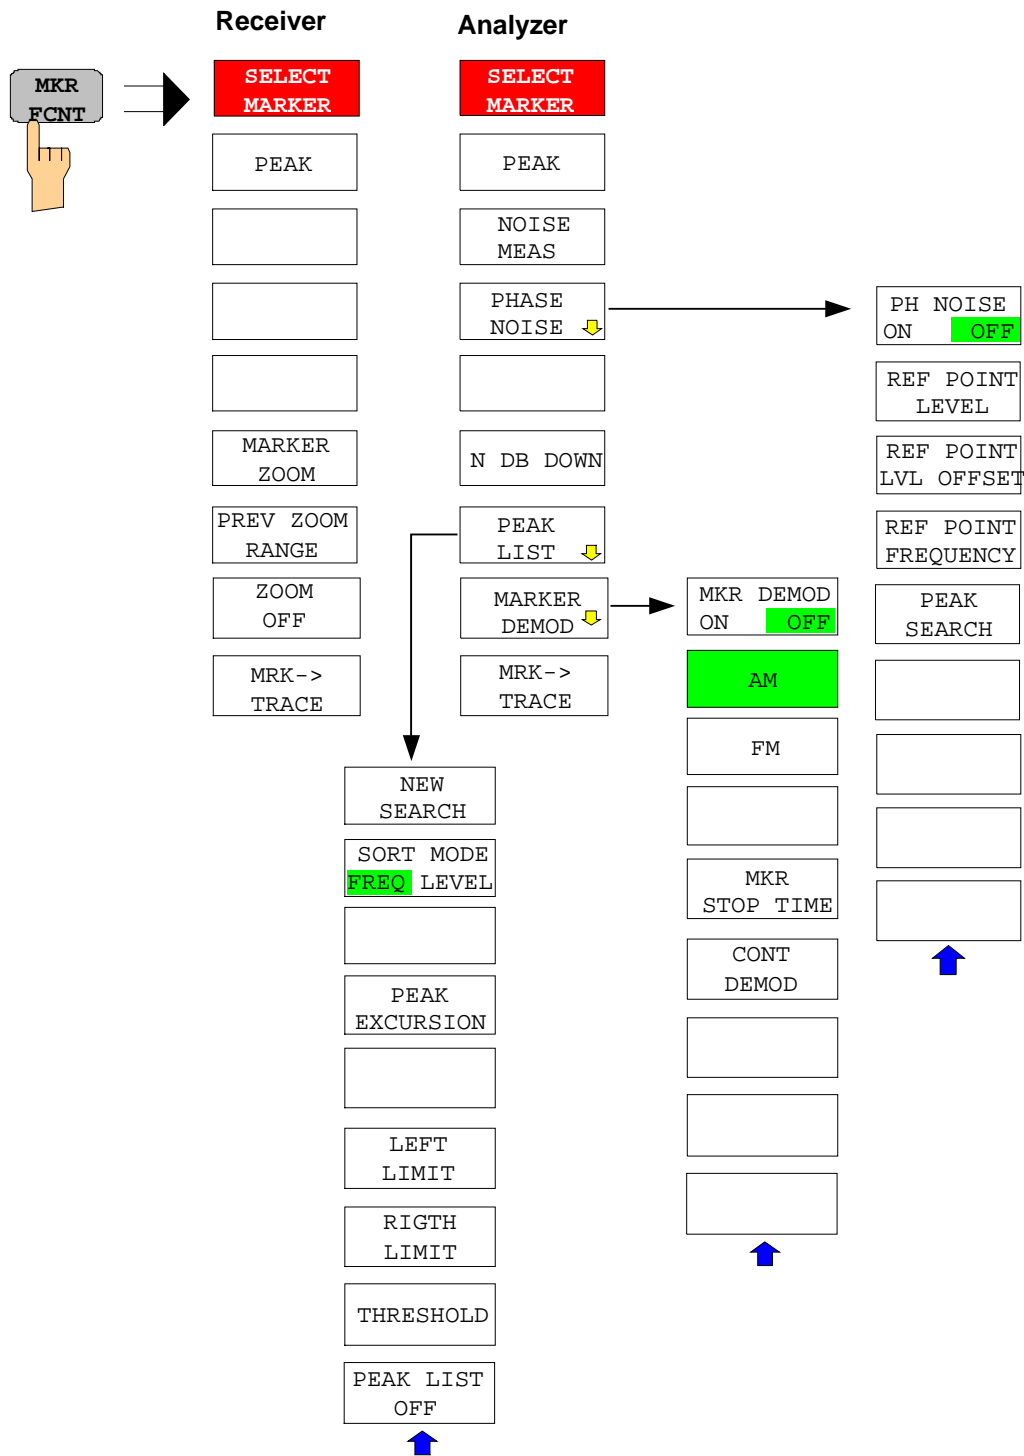 Receiver
Analyzer
MKR
FCNT
SELECT
MARKER
PEAK
MARKER
ZOOM
PREV ZOOM
RANGE
ZOOM
OFF
MRK->
TRACE
SELECT
MARKER
PEAK
NOISE
MEAS
PHASE
NOISE
N DB DOWN
PEAK
LIST
MARKER
DEMOD
MRK->
TRACE
NEW
SEARCH
SORT MODE
FREQ LEVEL
PEAK
EXCURSION
LEFT
LIMIT
RIGTH
LIMIT
THRESHOLD
PEAK LIST
OFF
MKR DEMOD
ON OFF
AM
FM
MKR
STOP TIME
CONT
DEMOD
PH NOISE
ON OFF
REF POINT
LEVEL
REF POINT
LVL OFFSET
REF POINT
FREQUENCY
PEAK
SEARCH